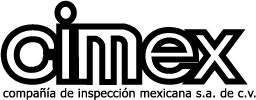 cimex
compañía de inspección mexicana s.a. de c.v.